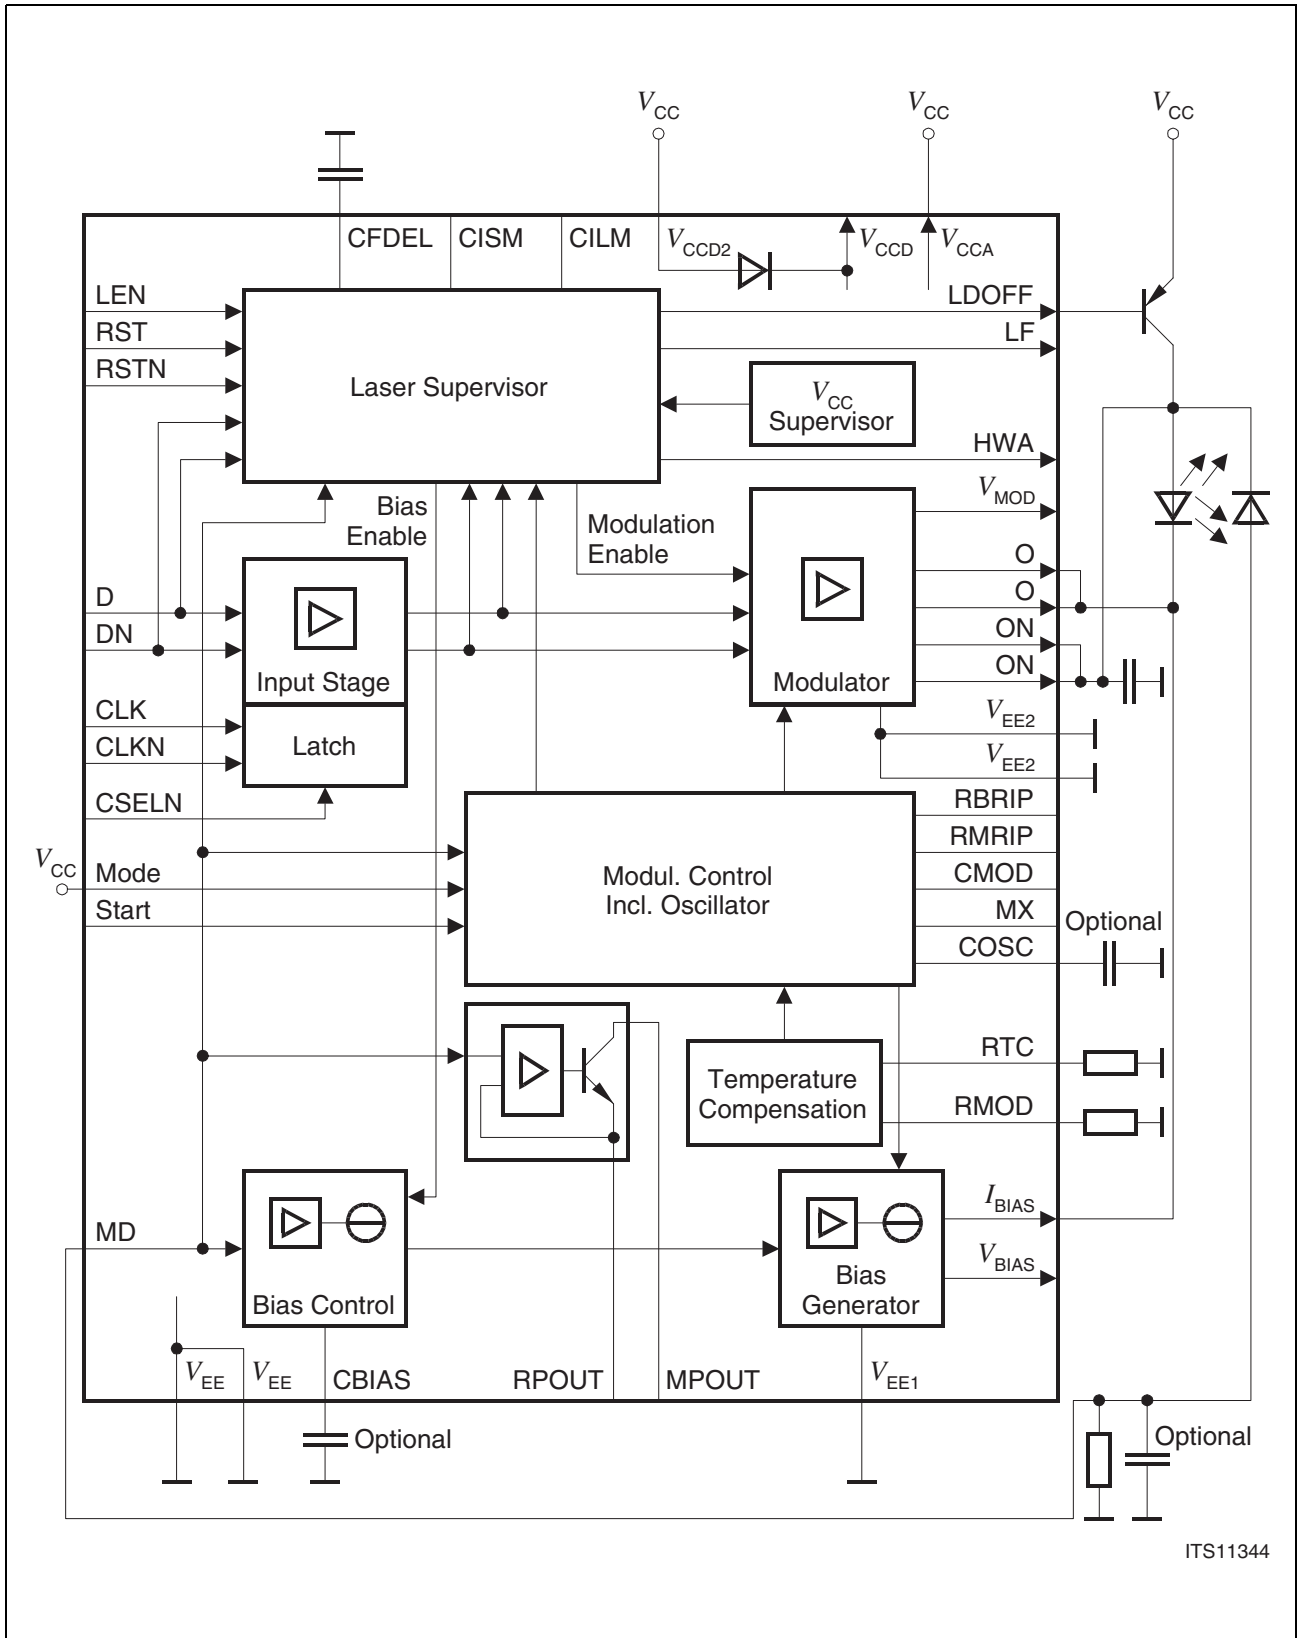 VCC
VCC
VCC
CFDEL
CISM
CILM
VCCD2
VCCD
VCCA
LEN
RST
RSTN
Laser Supervisor
LDOFF
LF
VCC
Supervisor
HWA
Bias
Enable
Modulation
Enable
VMOD
D
DN
Input Stage
O
O
ON
ON
Modulator
CLK
CLKN
Latch
CSELN
VEE2
VEE2
VCC
Mode
Start
Modul. Control
Incl. Oscillator
RBRIP
RMRIP
CMOD
MX
COSC
Optional
Temperature
Compensation
RTC
RMOD
MD
Bias Control
Bias
Generator
IBIAS
VBIAS
VEE
VEE
CBIAS
RPOUT
MPOUT
VEE1
Optional
Optional
ITS11344